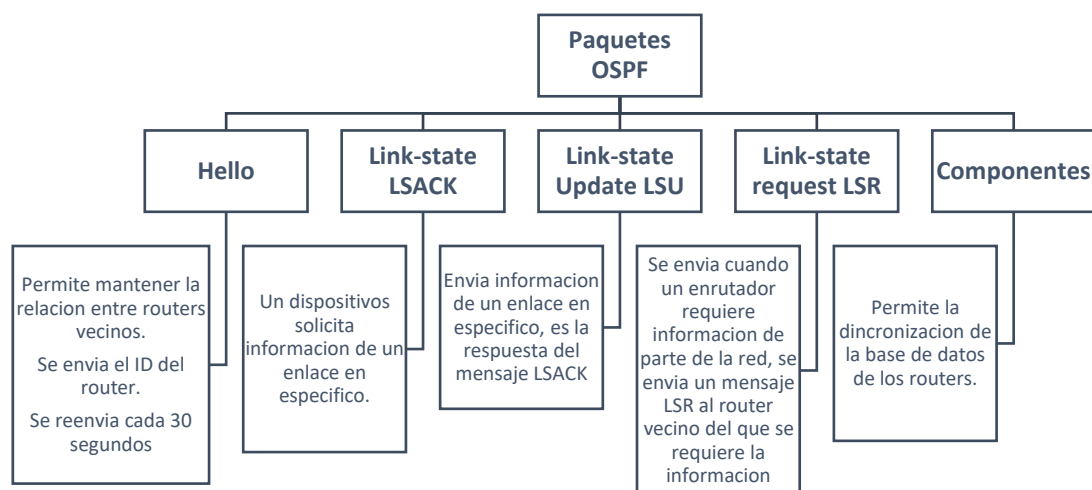 Paquetes
OSPF
Hello
Link-state
LSACK
Link-state
Update LSU
Link-state
request LSR
Componentes
Permite mantener la
relacion entre routers
vecinos.
Se envia el ID del
router.
Se reenvia cada 30
segundos
Un dispositivos
solicita
informacion de un
enlace en
especifico.
Envia informacion
de un enlace en
especifico, es la
respuesta del
mensaje LSACK
Se envia cuando
un enrutador
requiere
informacion de
parte de la red, se
envia un mensaje
LSR al router
vecino del que se
requiere la
informacion
Permite la
dincronizacion de
la base de datos
de los routers.